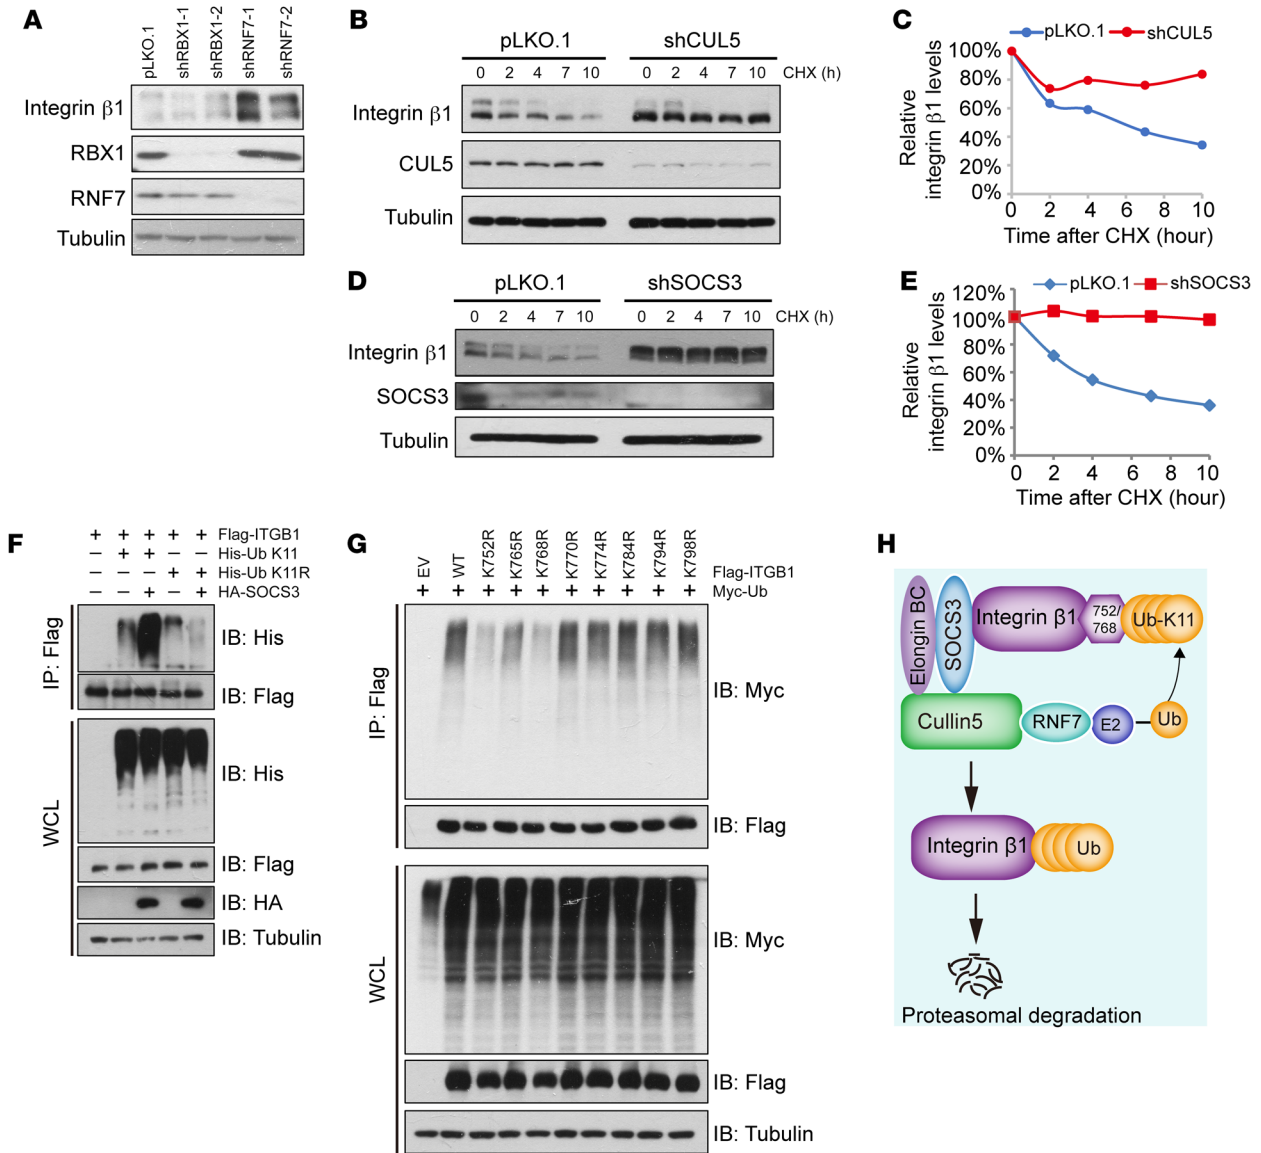 A
pLKO.1
shRBX1-1
shRBX1-2
shRNF7-1
shRNF7-2
Integrin β1
RBX1
RNF7
Tubulin
B
pLKO.1 shCUL5
0 2 4 7 10 0 2 4 7 10 CHX (h)
Integrin β1
CUL5
Tubulin
C
pLKO.1 shCUL5
Relative
integrin β1 levels
100%
80%
60%
40%
20%
0%
0 2 4 6 8 10
Time after CHX (hour)
D
pLKO.1 shSOCS3
0 2 4 7 10 0 2 4 7 10 CHX (h)
Integrin β1
SOCS3
Tubulin
E
pLKO.1 shSOCS3
Relative
integrin β1 levels
120%
100%
80%
60%
40%
20%
0%
0 2 4 6 8 10
Time after CHX (hour)
F
+ + + + + Flag-ITGB1
− + + − − His-Ub K11
− − − + + His-Ub K11R
− − + − + HA-SOCS3
IP: Flag
IB: His
IB: Flag
WCL
IB: His
IB: Flag
IB: HA
IB: Tubulin
G
EV
WT
K752R
K765R
K768R
K770R
K774R
K784R
K794R
K798R
Flag-ITGB1
+ + + + + + + + + + Myc-Ub
IP: Flag
IB: Myc
IB: Flag
WCL
IB: Myc
IB: Flag
IB: Tubulin
H
Elongin BC
SOCS3
Integrin β1
752/
768
Ub-K11
Cullin5
RNF7
E2
Ub
Integrin β1
Ub
Proteasomal degradation